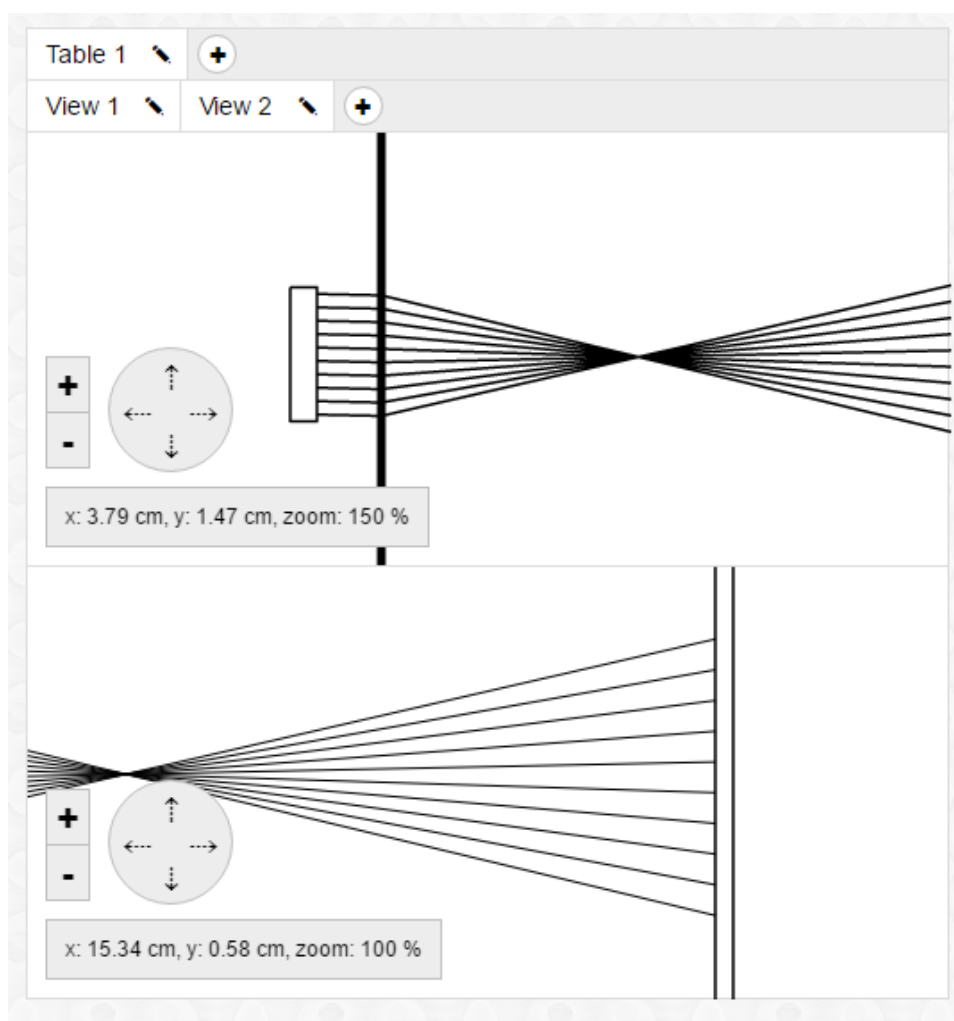 Table 1
View 1 View 2
+
-
x: 3.79 cm, y: 1.47 cm, zoom: 150 %
+
-
x: 15.34 cm, y: 0.58 cm, zoom: 100 %